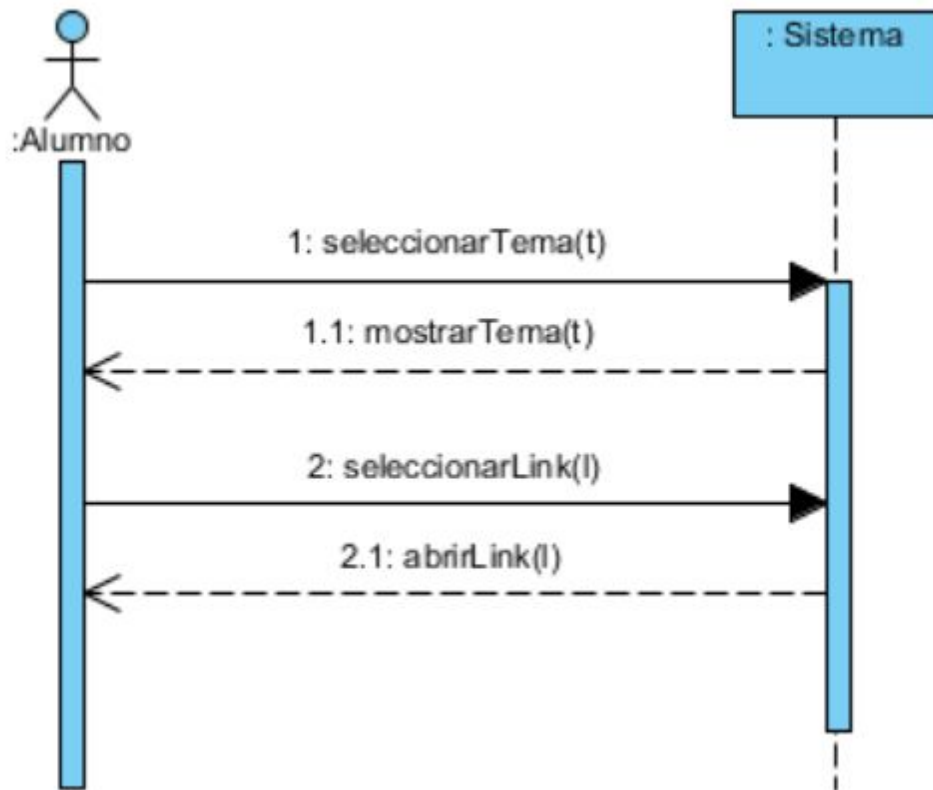 : Sistema
:Alumno
1: seleccionarTema(t)
1.1: mostrarTema(t)
2: seleccionarLink(l)
2.1: abrirLink(l)